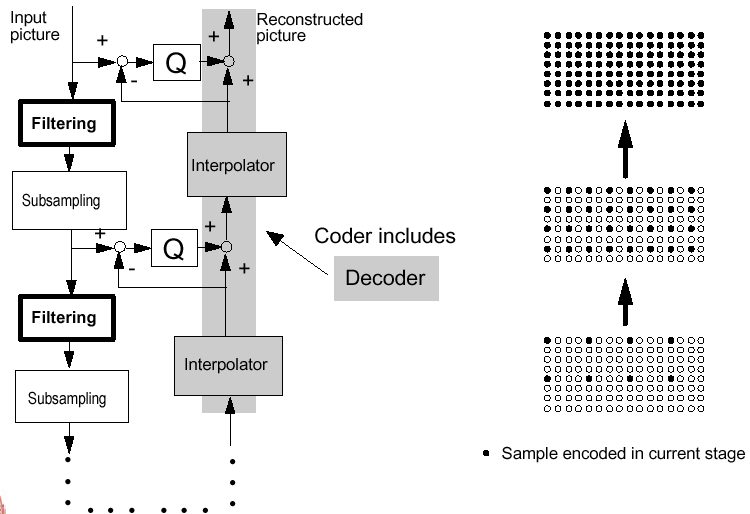 Input
picture
Reconstructed
picture
+
Q
+
-
+
Filtering
Interpolator
Subsampling
+
Q
+
-
+
Coder includes
Decoder
Filtering
Interpolator
Subsampling
Sample encoded in current stage